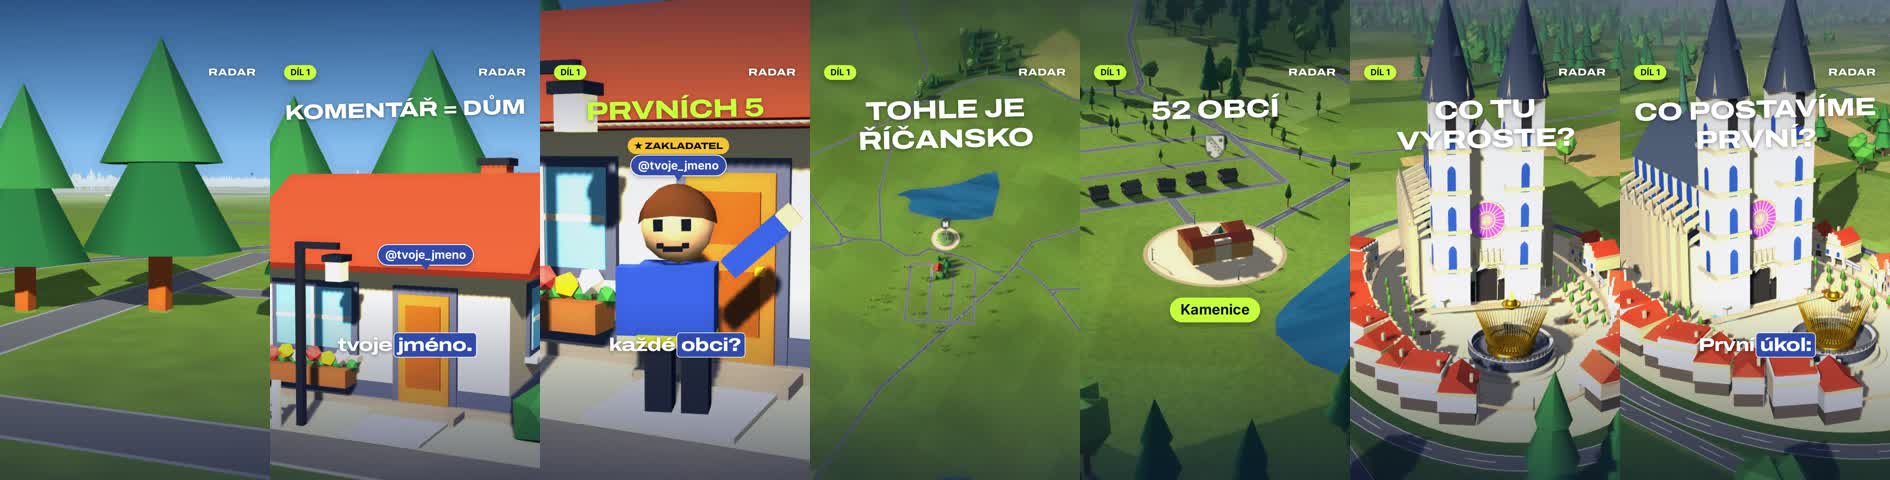 RADAR
DÍL 1
RADAR
KOMENTÁŘ = DŮM
@tvoje_jmeno
tvoje jméno.
DÍL 1
RADAR
PRVNÍCH 5
★ ZAKLADATEL
@tvoje_jmeno
každé obci?
DÍL 1
RADAR
TOHLE JE
ŘÍČANSKO
DÍL 1
RADAR
52 OBCÍ
Kamenice
DÍL 1
RADAR
CO TU
VYROSTE?
DÍL 1
RADAR
CO POSTAVÍME
PRVNÍ?
První úkol: